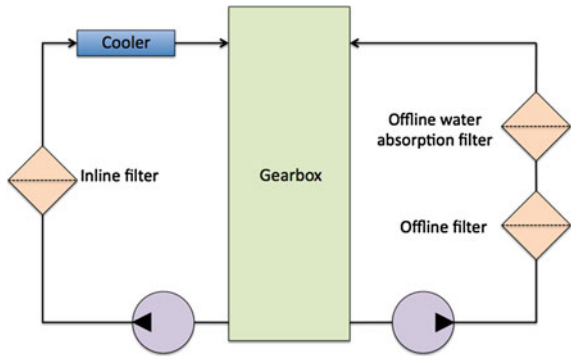 Cooler
Inline filter
Gearbox
Offline water
absorption filter
Offline filter